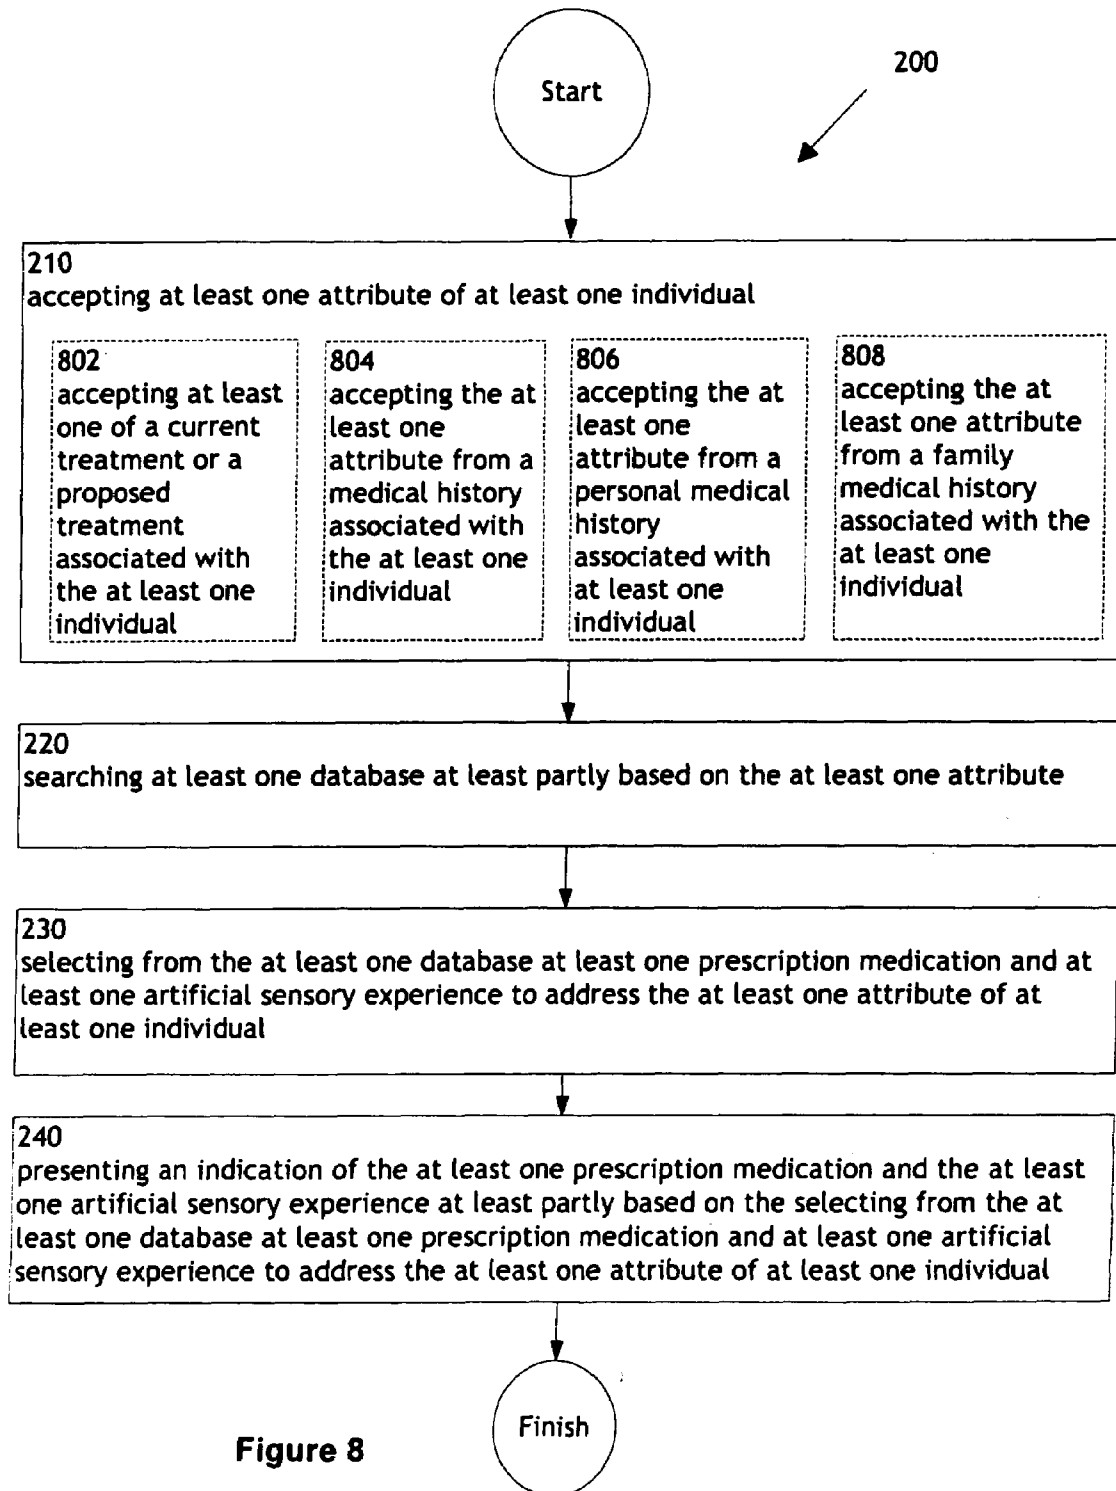 Start
200
210
accepting at least one attribute of at least one individual
802
accepting at least
one of a current
treatment or a
proposed
treatment
associated with
the at least one
individual
804
accepting the at
least one
attribute from a
medical history
associated with
the at least one
individual
806
accepting the at
least one
attribute from a
personal medical
history
associated with
at least one
individual
808
accepting the at
least one attribute
from a family
medical history
associated with the
at least one
individual
220
searching at least one database at least partly based on the at least one attribute
230
selecting from the at least one database at least one prescription medication and at
least one artificial sensory experience to address the at least one attribute of at
least one individual
240
presenting an indication of the at least one prescription medication and the at least
one artificial sensory experience at least partly based on the selecting from the at
least one database at least one prescription medication and at least one artificial
sensory experience to address the at least one attribute of at least one individual
Finish
Figure 8